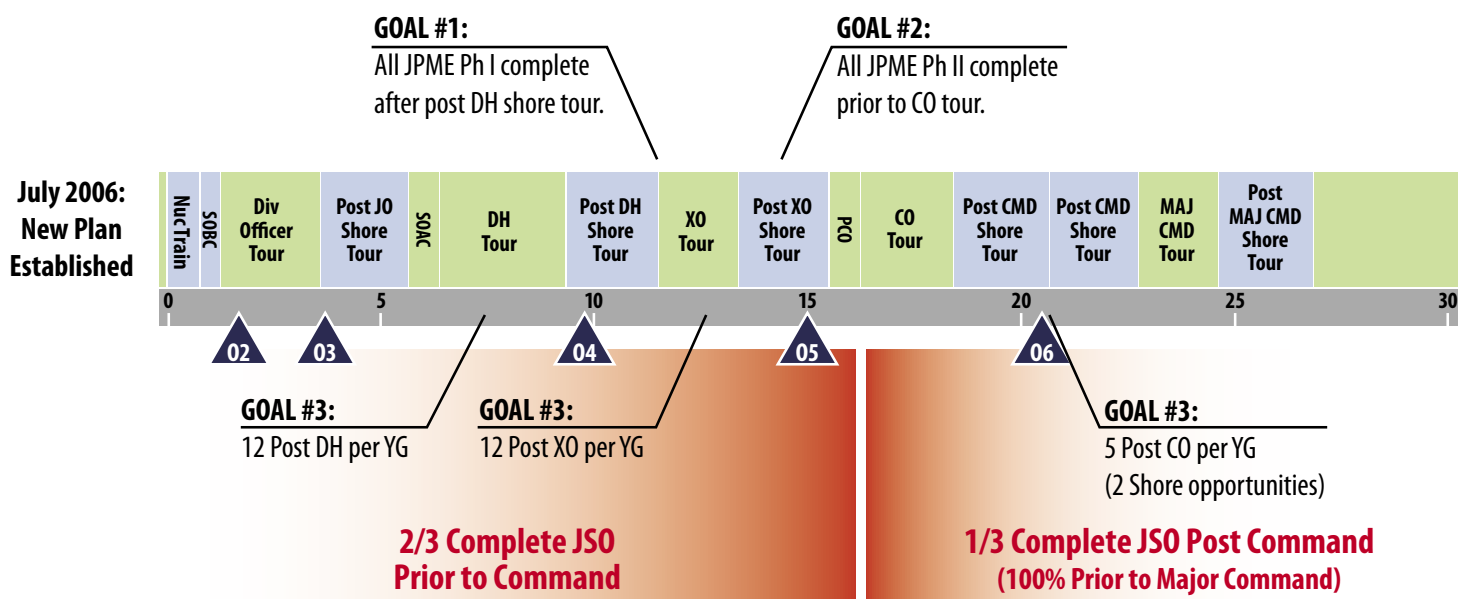 GOAL #1:
All JPME Ph I complete
after post DH shore tour.
GOAL #2:
All JPME Ph II complete
prior to CO tour.
July 2006:
New Plan
Established
Nuc Train
SOBC
Div
Officer
Tour
Post JO
Shore
Tour
SOAC
DH
Tour
Post DH
Shore
Tour
XO
Tour
Post XO
Shore
Tour
PCO
CO
Tour
Post CMD
Shore
Tour
Post CMD
Shore
Tour
MAJ
CMD
Tour
Post
MAJ CMD
Shore
Tour
0 5 10 15 20 25 30
02 03 04 05 06
GOAL #3:
12 Post DH per YG
GOAL #3:
12 Post XO per YG
GOAL #3:
5 Post CO per YG
(2 Shore opportunities)
2/3 Complete JSO
Prior to Command
1/3 Complete JSO Post Command
(100% Prior to Major Command)